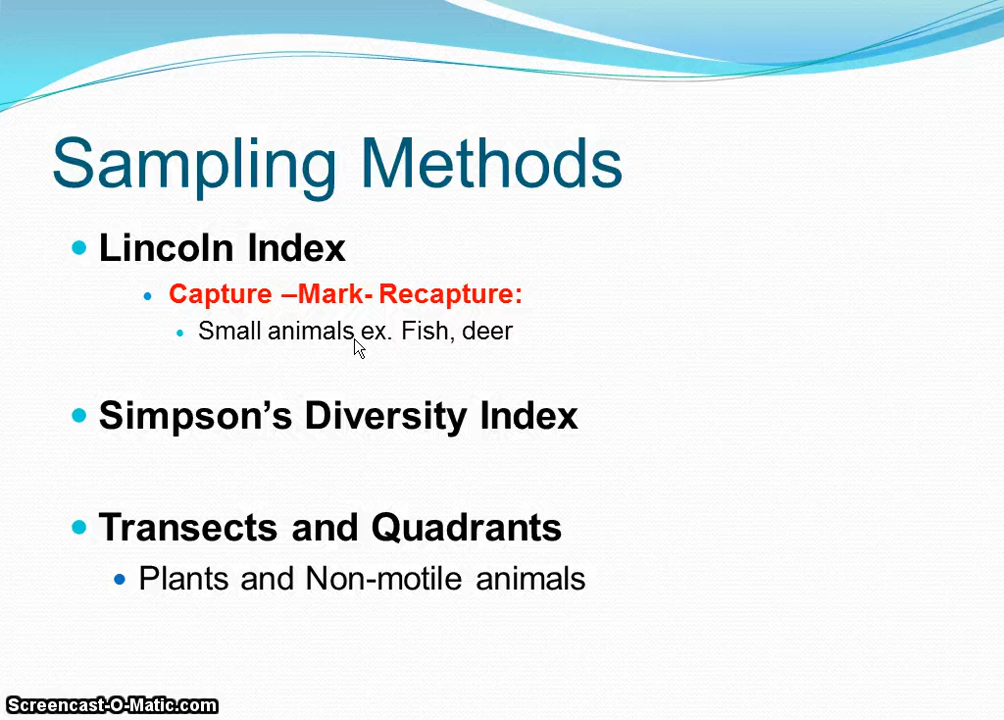 Sampling Methods
Lincoln Index
Capture –Mark- Recapture:
Small animals ex. Fish, deer
Simpson’s Diversity Index
Transects and Quadrants
Plants and Non-motile animals
Screencast-O-Matic.com